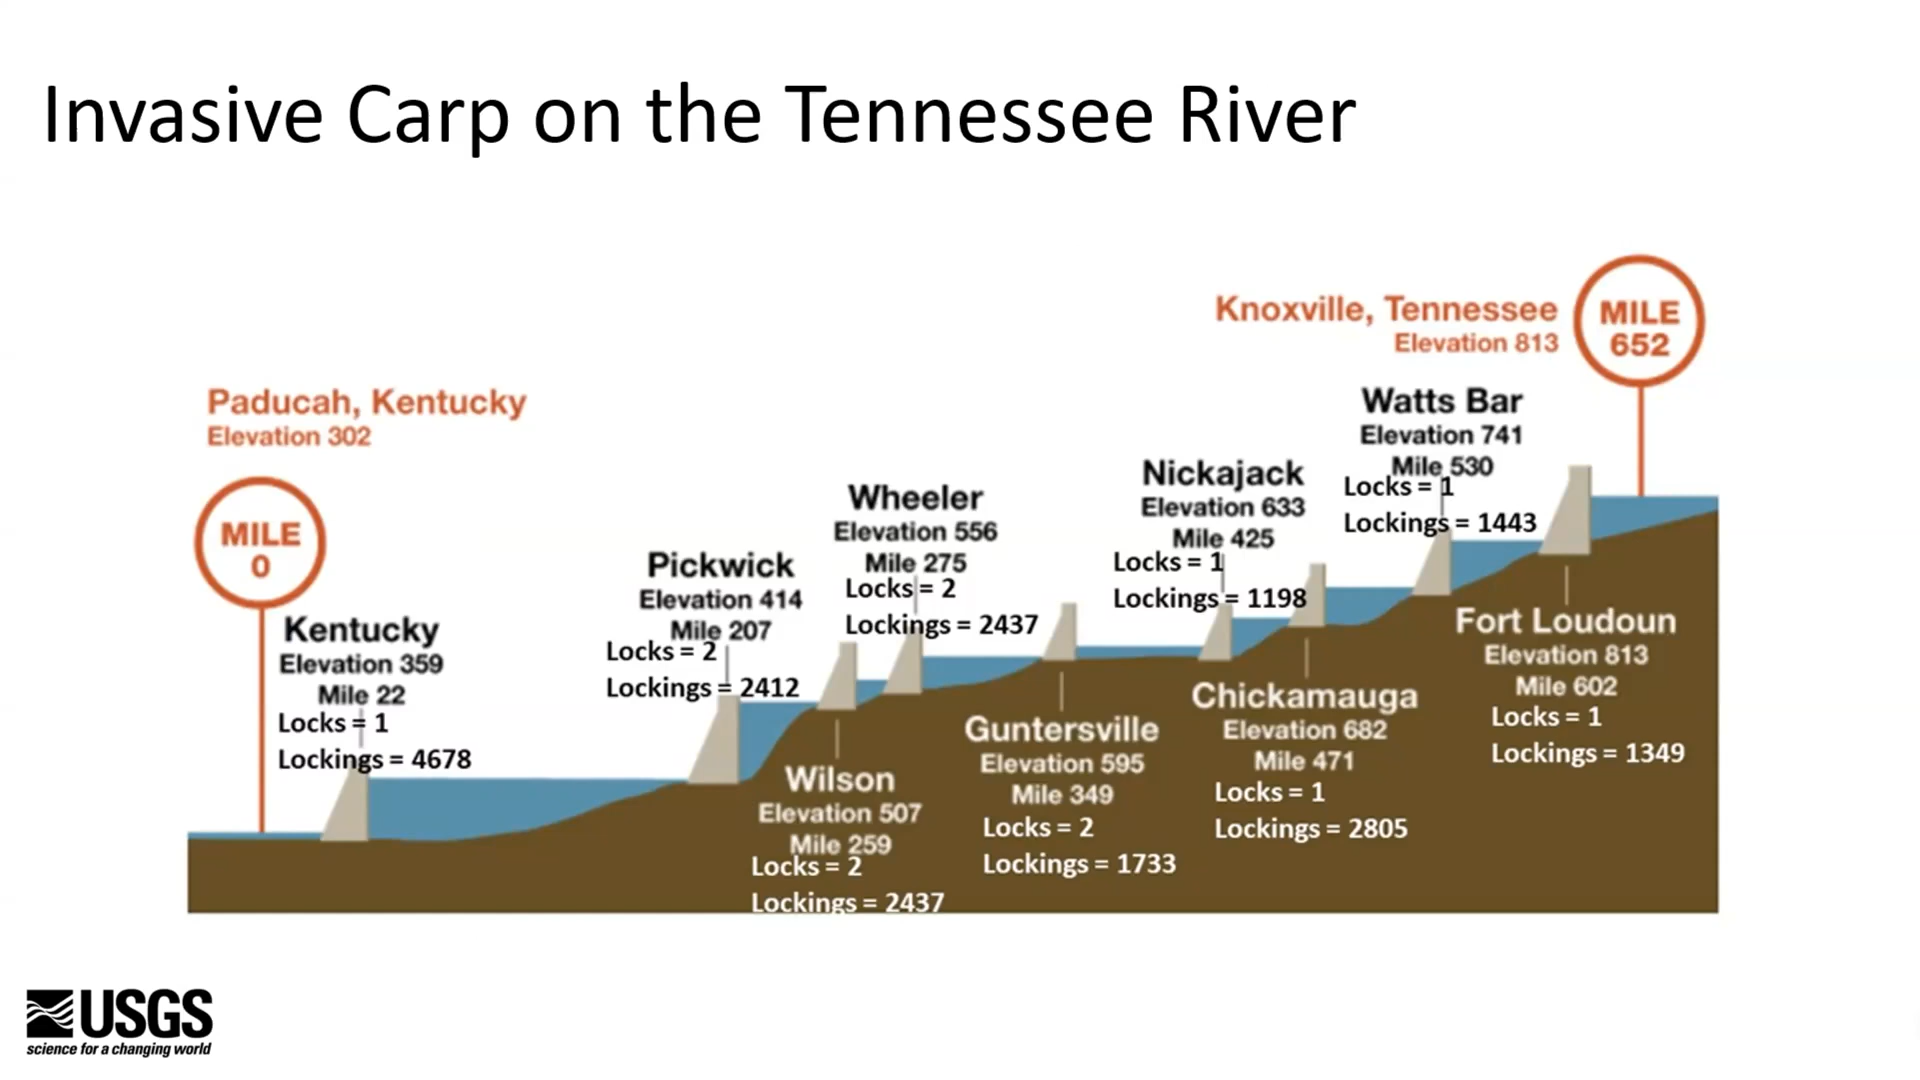 Invasive Carp on the Tennessee River
Paducah, Kentucky
Elevation 302
MILE
0
Kentucky
Elevation 359
Mile 22
Locks = 1
Lockings = 4678
Pickwick
Elevation 414
Mile 207
Locks = 2
Lockings = 2412
Wilson
Elevation 507
Mile 259
Locks = 2
Lockings = 2437
Wheeler
Elevation 556
Mile 275
Locks = 2
Lockings = 2437
Guntersville
Elevation 595
Mile 349
Locks = 2
Lockings = 1733
Nickajack
Elevation 633
Mile 425
Locks = 1
Lockings = 1198
Chickamauga
Elevation 682
Mile 471
Locks = 1
Lockings = 2805
Watts Bar
Elevation 741
Mile 530
Locks = 1
Lockings = 1443
Fort Loudoun
Elevation 813
Mile 602
Locks = 1
Lockings = 1349
Knoxville, Tennessee
Elevation 813
MILE
652
USGS
science for a changing world